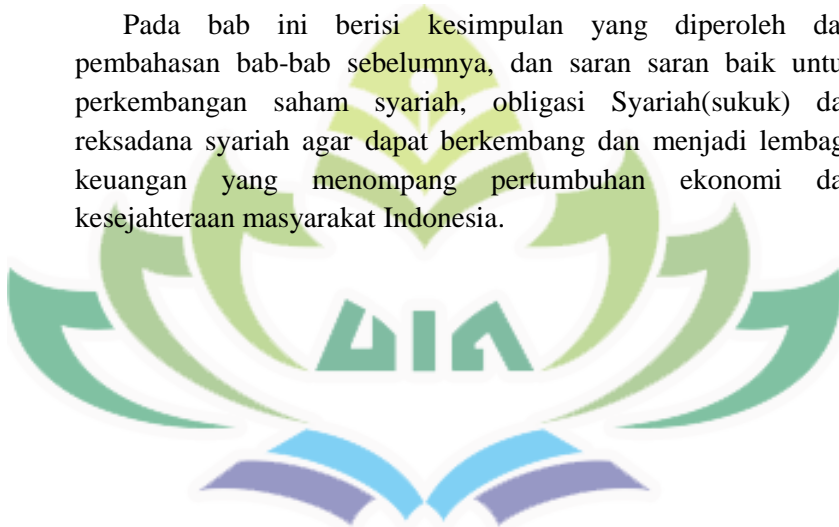 Pada bab ini berisi kesimpulan yang diperoleh da
pembahasan bab-bab sebelumnya, dan saran saran baik untu
perkembangan saham syariah, obligasi Syariah(sukuk) da
reksadana syariah agar dapat berkembang dan menjadi lembag
keuangan yang menompang pertumbuhan ekonomi da
kesejahteraan masyarakat Indonesia.
UIN